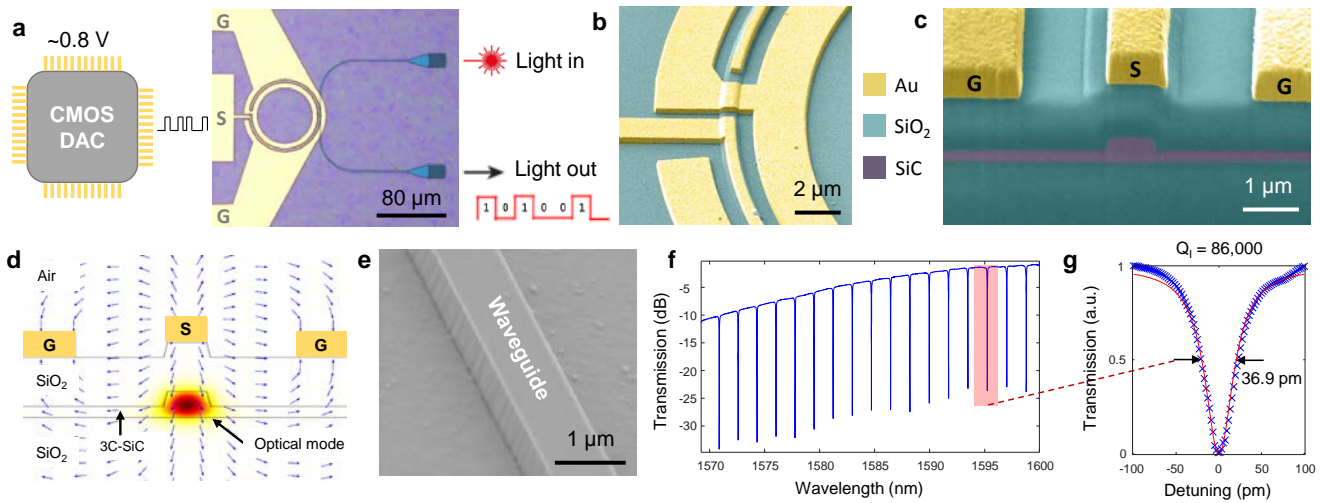 a
~0.8 V
CMOS
DAC
G
S
G
80 µm
Light in
Light out
1 0 1 0 0 1
b
2 µm
Au
SiO₂
SiC
c
G
S
G
1 µm
d
Air
G
S
G
SiO₂
SiO₂
3C-SiC
Optical mode
e
Waveguide
1 µm
f
Transmission (dB)
-5
-10
-15
-20
-25
-30
1570
1575
1581
1585
1590
1595
1600
Wavelength (nm)
g
Qᵢ = 86,000
Transmission (a.u.)
1
0.5
0
36.9 pm
-100
-50
0
50
100
Detuning (pm)